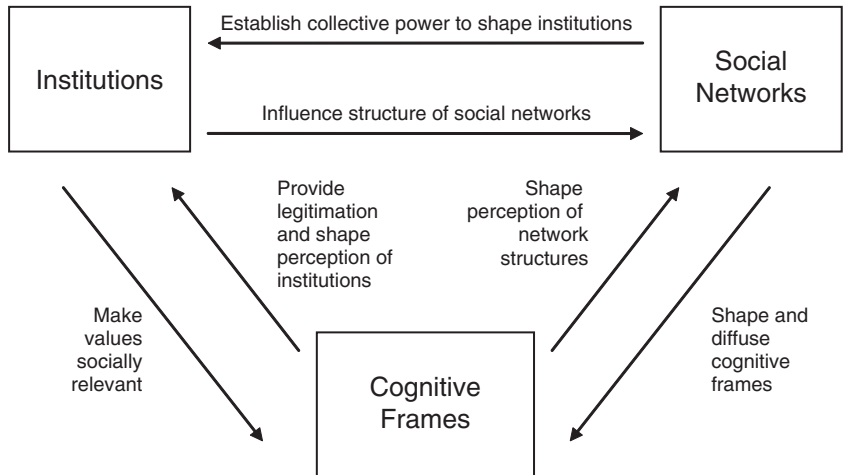 Establish collective power to shape institutions
Institutions
Social
Networks
Influence structure of social networks
Provide
legitimation
and shape
perception of
institutions
Shape
perception of
network
structures
Make
values
socially
relevant
Shape and
diffuse
cognitive
frames
Cognitive
Frames